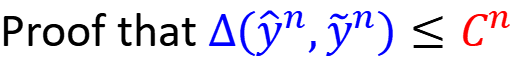 Proof that Δ(ŷⁿ, ỹⁿ) ≤ Cⁿ